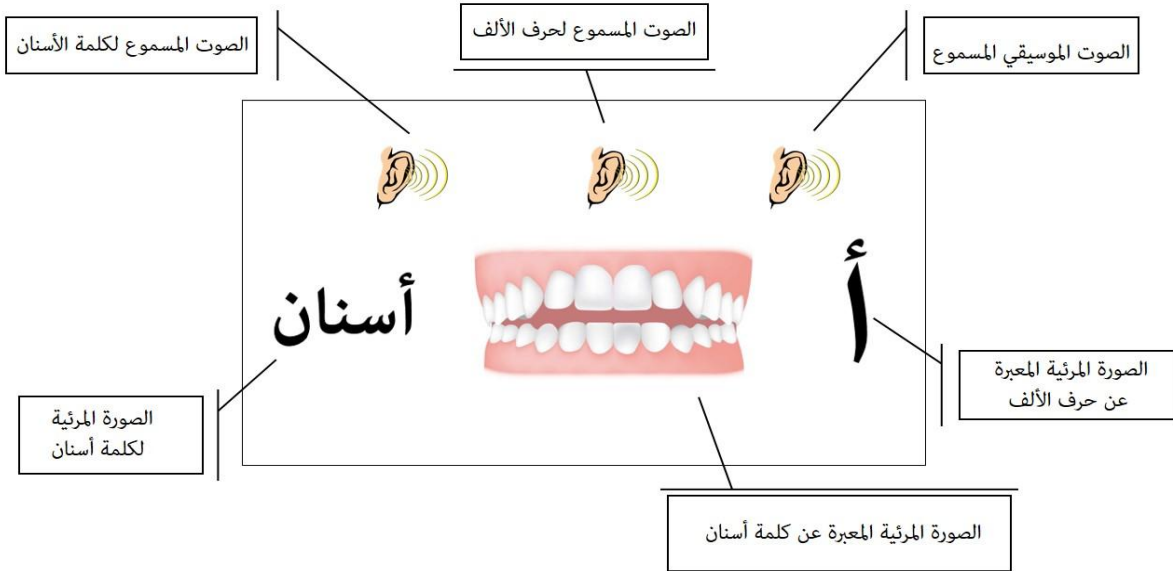 الصوت الموسيقي المسموع
الصوت المسموع لحرف الألف
الصوت المسموع لكلمة الأسنان
أ
أسنان
الصورة المرئية المعبرة
عن حرف الألف
الصورة المرئية
لكلمة أسنان
الصورة المرئية المعبرة عن كلمة أسنان